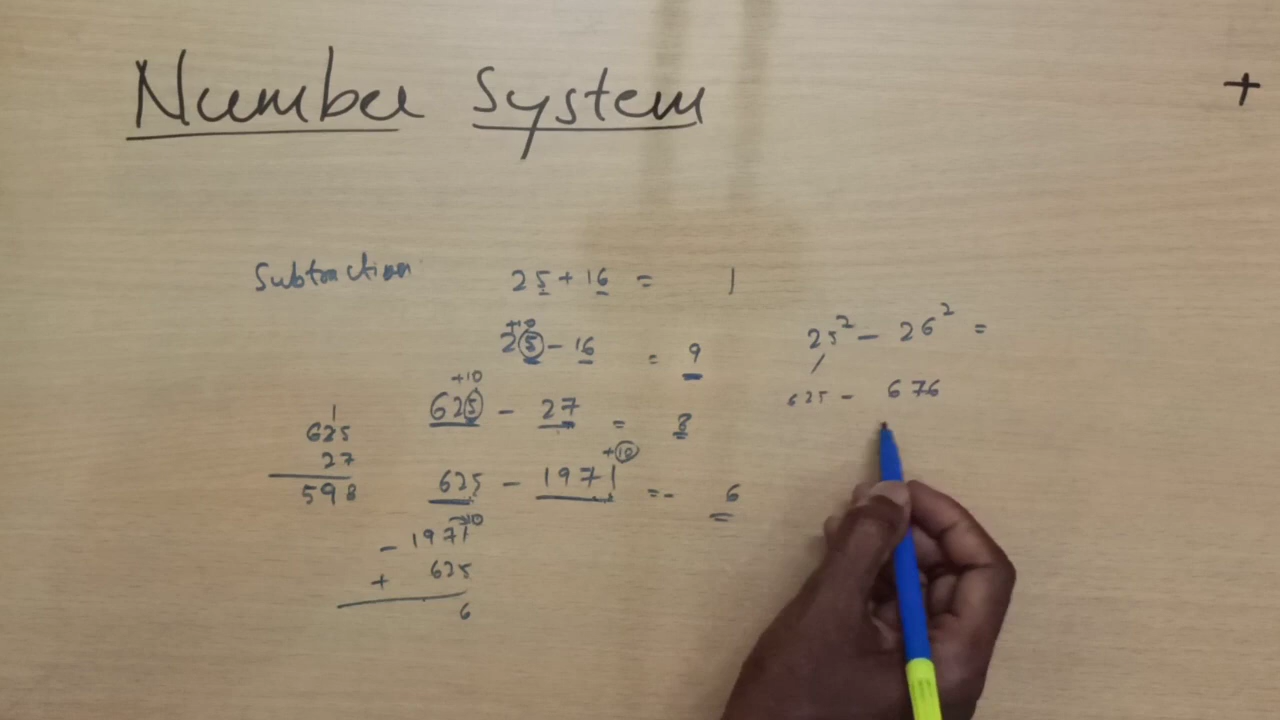 Number System
+
Subtraction
25 + 16 = 1
+10
25 - 16 = 9
+10
625 - 27 = 8
+10
625 - 1971 = - 6
1
625
27
598
10
- 1971
+ 625
6
25² - 26² =
625 - 676